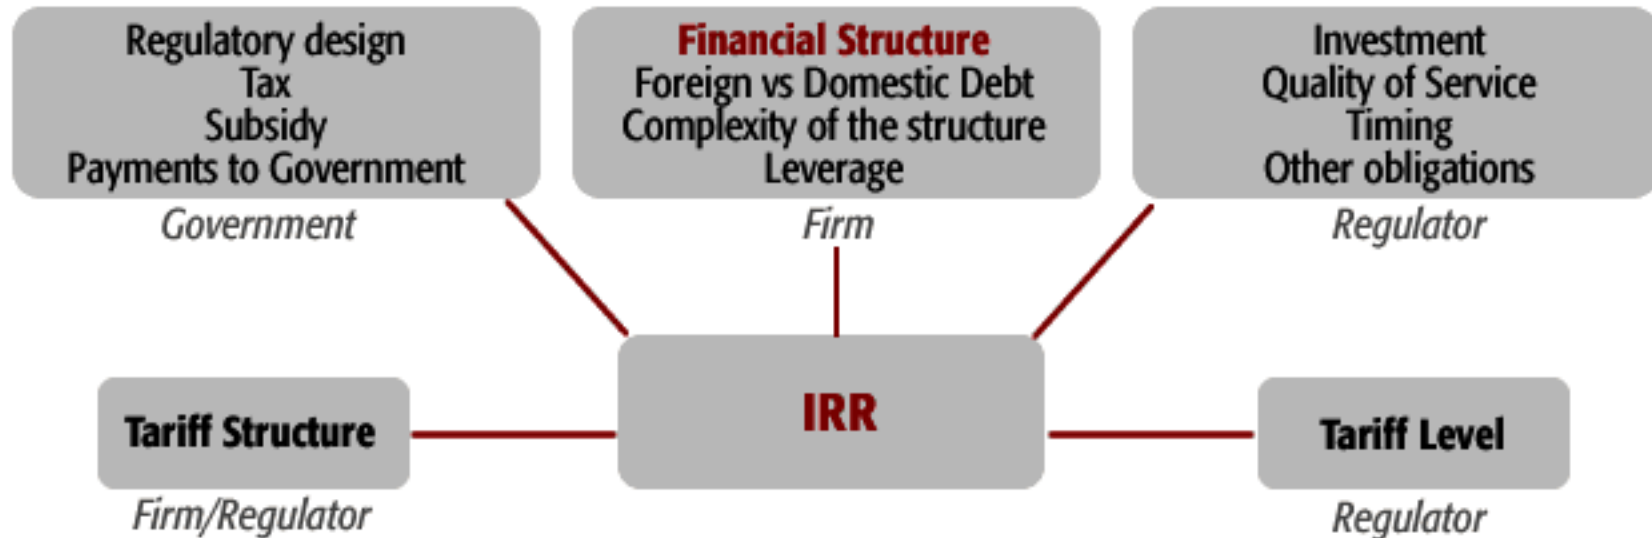 Regulatory design
Tax
Subsidy
Payments to Government
Government
Financial Structure
Foreign vs Domestic Debt
Complexity of the structure
Leverage
Firm
Investment
Quality of Service
Timing
Other obligations
Regulator
Tariff Structure
Firm/Regulator
IRR
Tariff Level
Regulator